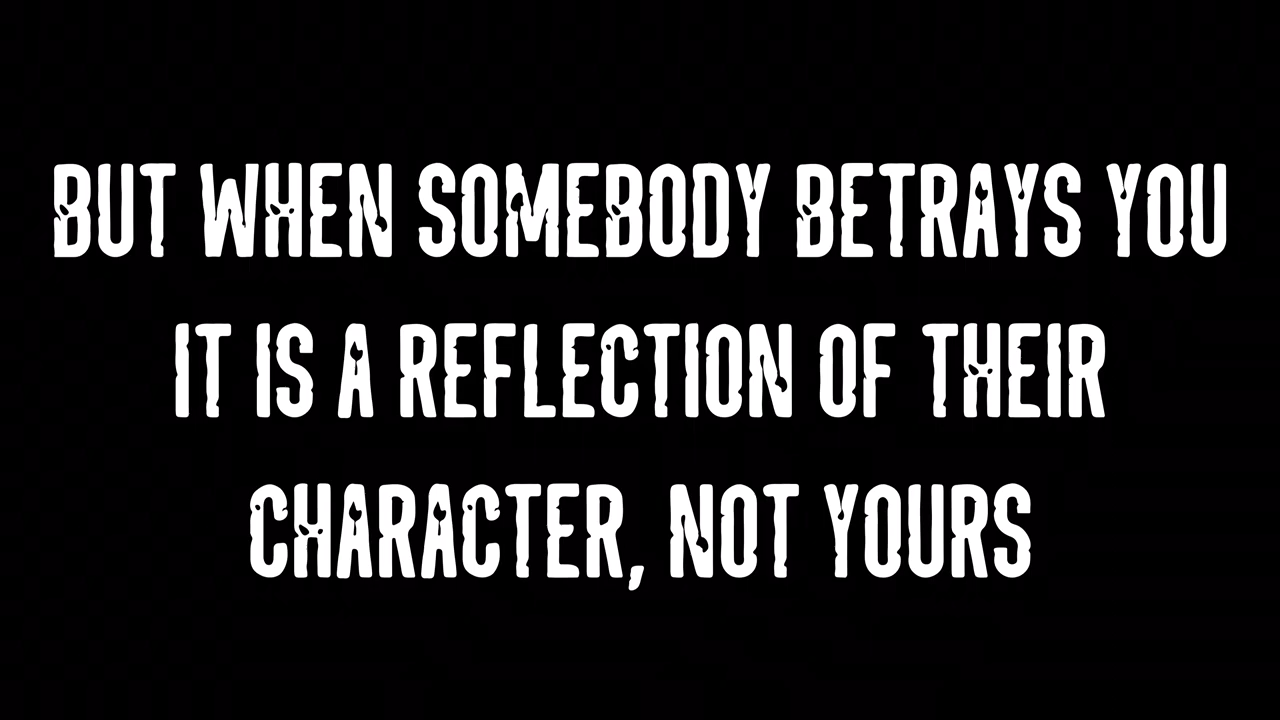 BUT WHEN SOMEBODY BETRAYS YOU
IT IS A REFLECTION OF THEIR
CHARACTER, NOT YOURS